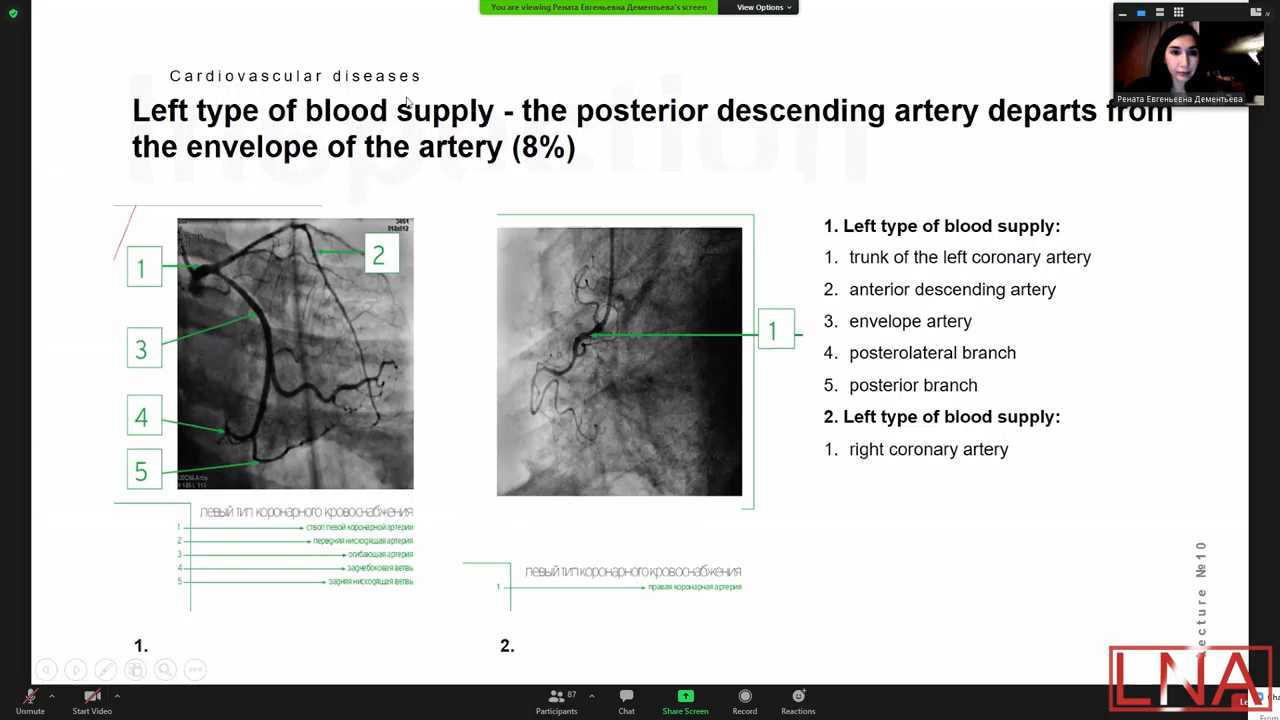 You are viewing Рената Евгеньевна Дементьева's screen
View Options
Рената Евгеньевна Дементьева
Cardiovascular diseases
Left type of blood supply - the posterior descending artery departs from
the envelope of the artery (8%)
512x512
1
2
3
4
5
левый тип коронарного кровоснабжения
1 ствол левой коронарной артерии
2 передняя нисходящая артерия
3 огибающая артерия
4 заднебоковая ветвь
5 задняя нисходящая ветвь
1.
1
левый тип коронарного кровоснабжения
1 правая коронарная артерия
2.
1. Left type of blood supply:
1. trunk of the left coronary artery
2. anterior descending artery
3. envelope artery
4. posterolateral branch
5. posterior branch
2. Left type of blood supply:
1. right coronary artery
Lecture №10
LNA
Unmute
Start Video
87
Participants
Chat
Share Screen
Record
Reactions